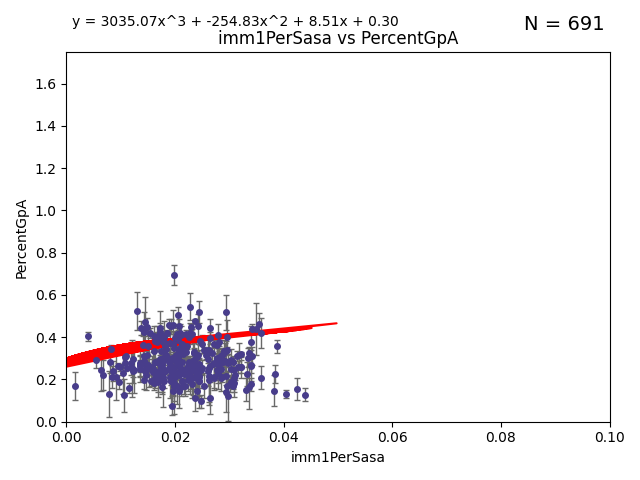 y = 3035.07x^3 + -254.83x^2 + 8.51x + 0.30
N = 691
imm1PerSasa vs PercentGpA
1.6
1.4
1.2
1.0
0.8
0.6
0.4
0.2
0.0
PercentGpA
0.00 0.02 0.04 0.06 0.08 0.10
imm1PerSasa